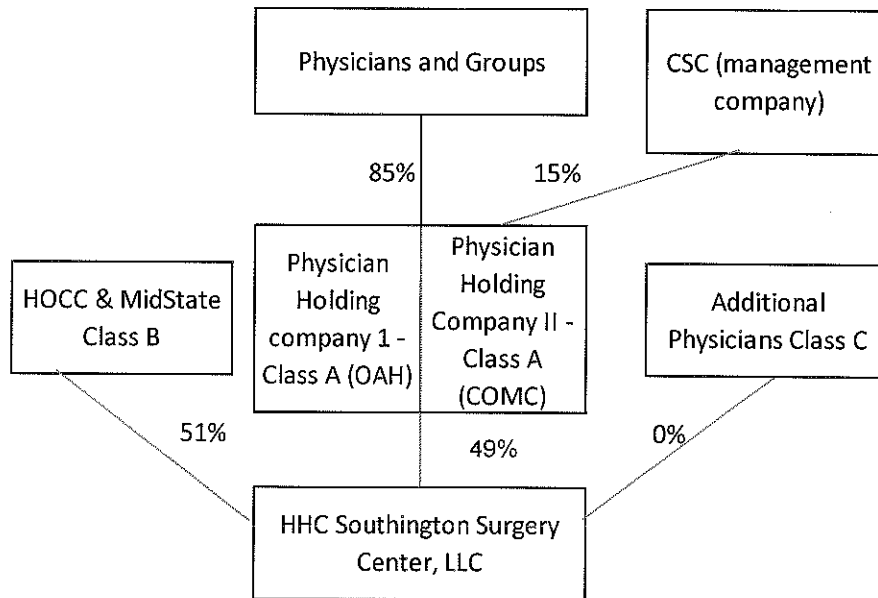 Physicians and Groups
CSC (management
company)
85%
15%
HOCC & MidState
Class B
Physician
Holding
company 1 -
Class A (OAH)
Physician
Holding
Company II -
Class A
(COMC)
Additional
Physicians Class C
51%
49%
0%
HHC Southington Surgery
Center, LLC